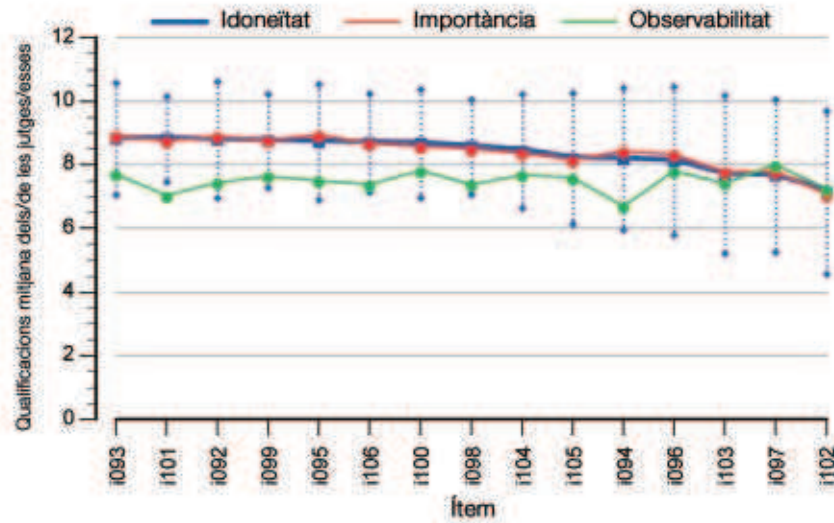 Idoneïtat Importància Observabilitat
Qualificacions mitjana dels/de les jutges/esses
12
10
8
6
4
2
0
i093 i101 i092 i099 i095 i106 i100 i098 i104 i105 i094 i096 i103 i097 i102
Ítem